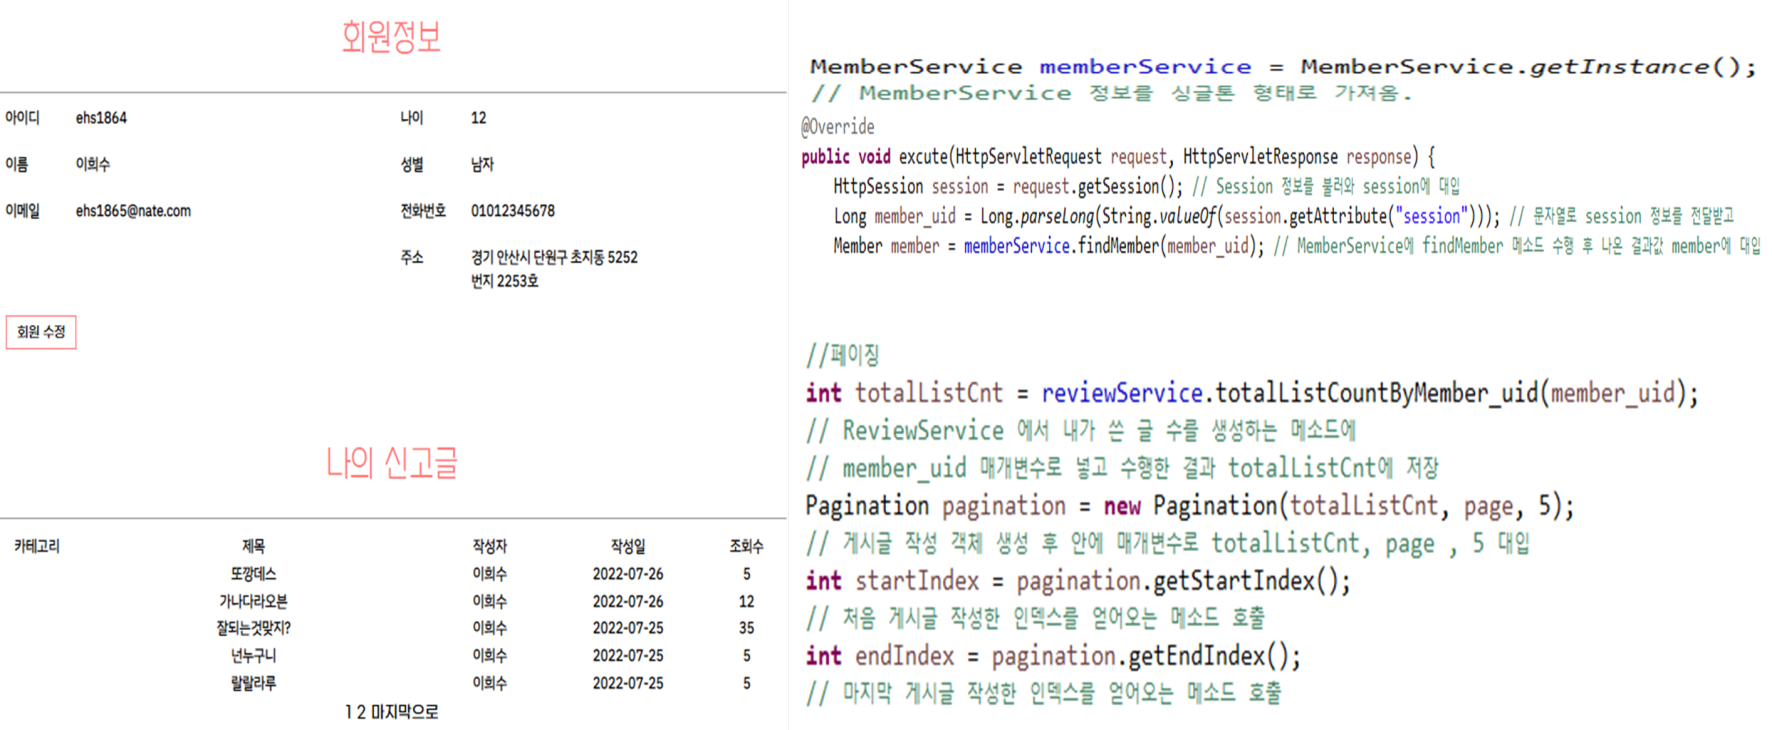 회원정보
아이디 ehs1864 나이 12
이름 이희수 성별 남자
이메일 ehs1865@nate.com 전화번호 01012345678
주소 경기 안산시 단원구 초지동 5252
번지 2253호
회원 수정
나의 신고글
카테고리 제목 작성자 작성일 조회수
또깡데스 이희수 2022-07-26 5
가나다라오븐 이희수 2022-07-26 12
잘되는것맞지? 이희수 2022-07-25 35
넌누구니 이희수 2022-07-25 5
랄랄라루 이희수 2022-07-25 5
1 2 마지막으로
MemberService memberService = MemberService.getInstance();
// MemberService 정보를 싱글톤 형태로 가져옴.
@Override
public void excute(HttpServletRequest request, HttpServletResponse response) {
HttpSession session = request.getSession(); // Session 정보를 불러와 session에 대입
Long member_uid = Long.parseLong(String.valueOf(session.getAttribute("session"))); // 문자열로 session 정보를 전달받고
Member member = memberService.findMember(member_uid); // MemberService에 findMember 메소드 수행 후 나온 결과값 member에 대입
//페이징
int totalListCnt = reviewService.totalListCountByMember_uid(member_uid);
// ReviewService 에서 내가 쓴 글 수를 생성하는 메소드에
// member_uid 매개변수로 넣고 수행한 결과 totalListCnt에 저장
Pagination pagination = new Pagination(totalListCnt, page, 5);
// 게시글 작성 객체 생성 후 안에 매개변수로 totalListCnt, page , 5 대입
int startIndex = pagination.getStartIndex();
// 처음 게시글 작성한 인덱스를 얻어오는 메소드 호출
int endIndex = pagination.getEndIndex();
// 마지막 게시글 작성한 인덱스를 얻어오는 메소드 호출